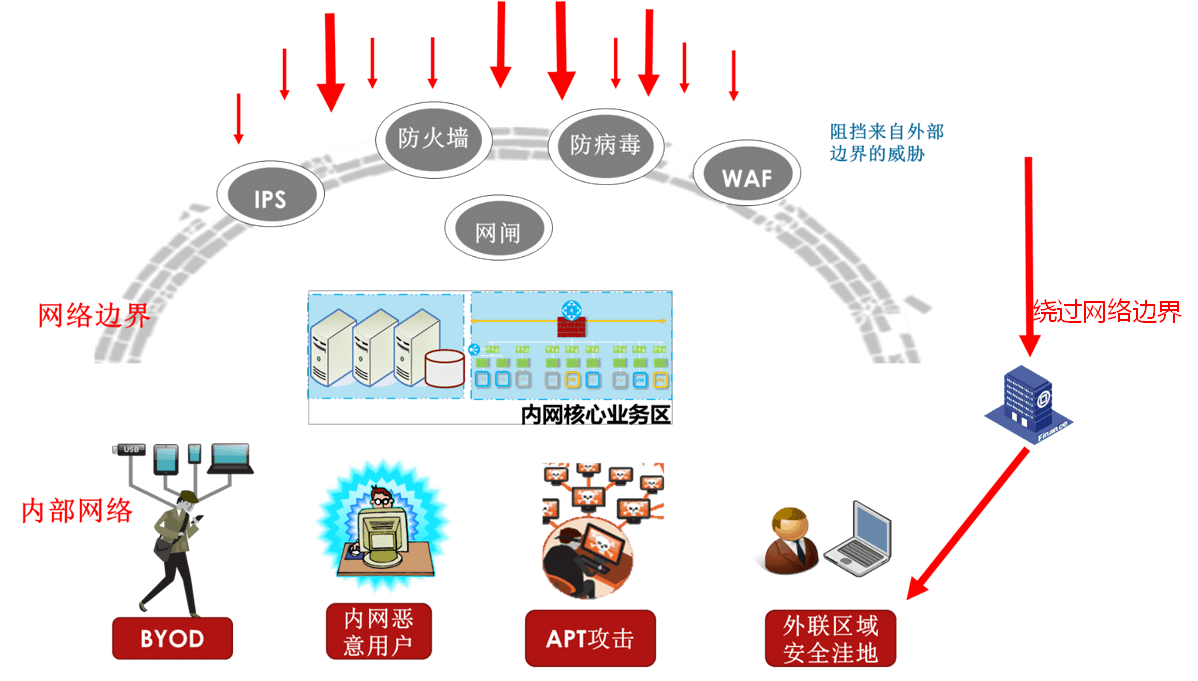 防火墙
防病毒
阻挡来自外部
边界的威胁
IPS
WAF
网闸
网络边界
绕过网络边界
内网核心业务区
Finance
USB
内部网络
BYOD
内网恶
意用户
APT攻击
外联区域
安全洼地